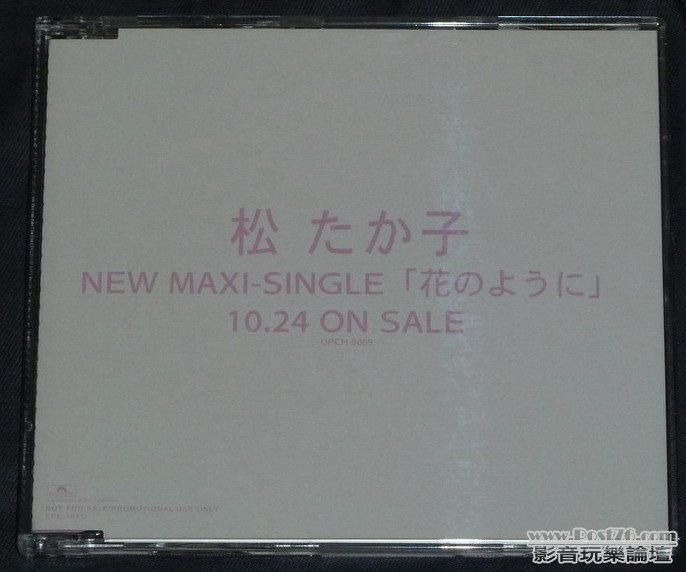 松 たか子
NEW MAXI-SINGLE「花のように」
10.24 ON SALE
UPCH-5069
NOT FOR SALE/PROMOTIONAL USE ONLY
www.Post76.com
影音玩樂論壇